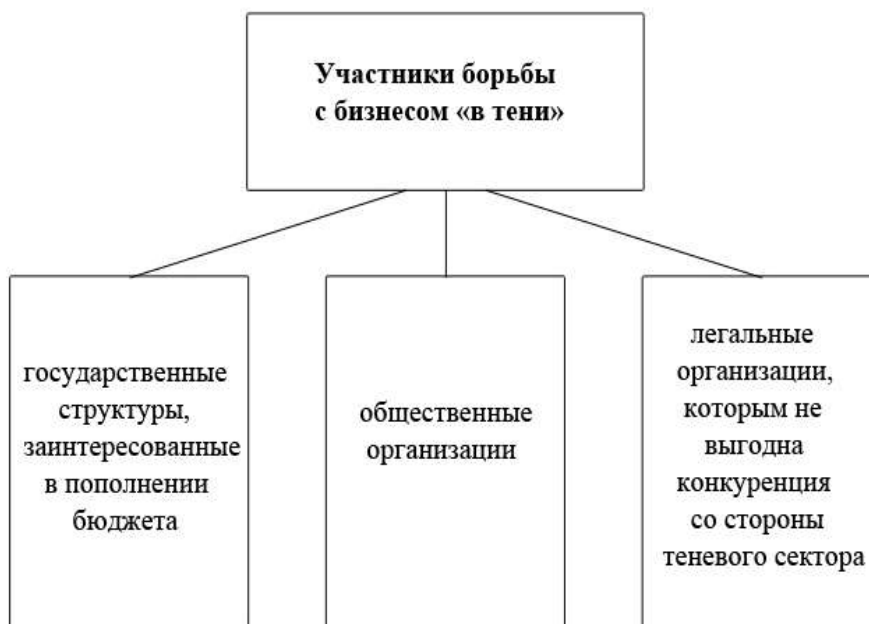 Участники борьбы
с бизнесом «в тени»
государственные
структуры,
заинтересованные
в пополнении
бюджета
общественные
организации
легальные
организации,
которым не
выгодна
конкуренция
со стороны
теневого сектора